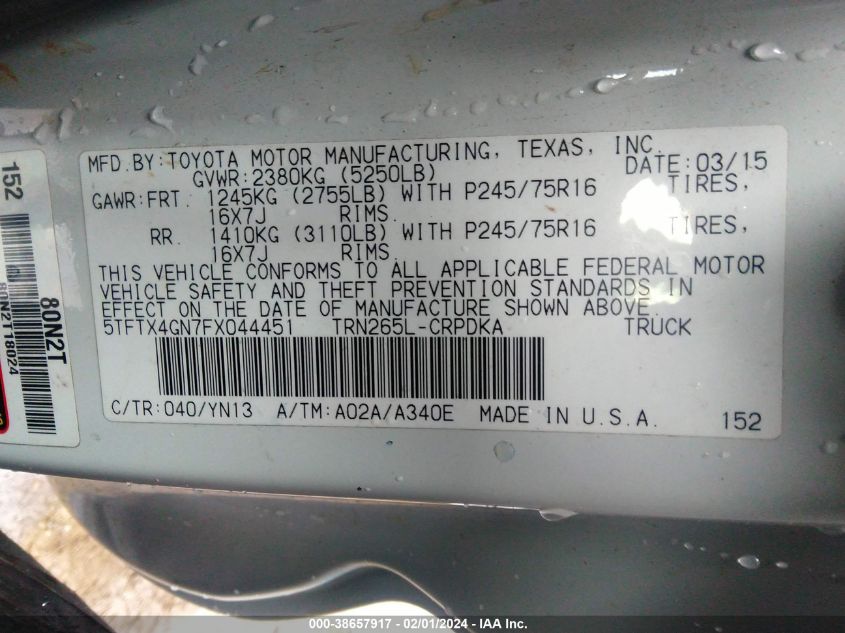 MFD. BY: TOYOTA MOTOR MANUFACTURING, TEXAS, INC. DATE: 03/15
GVWR: 2380KG (5250LB)
GAWR: FRT. 1245KG (2755LB) WITH P245/75R16 TIRES,
16X7J RIMS.
RR. 1410KG (3110LB) WITH P245/75R16 TIRES,
16X7J RIMS.
THIS VEHICLE CONFORMS TO ALL APPLICABLE FEDERAL MOTOR
VEHICLE SAFETY AND THEFT PREVENTION STANDARDS IN
EFFECT ON THE DATE OF MANUFACTURE SHOWN ABOVE.
5TFTX4GN7FX044451 TRN265L-CRPDKA TRUCK
C/TR: 040/YN13 A/TM: A02A/A340E MADE IN U.S.A. 152
152
80N2T
80N2T18024
000-38657917 - 02/01/2024 - IAA Inc.